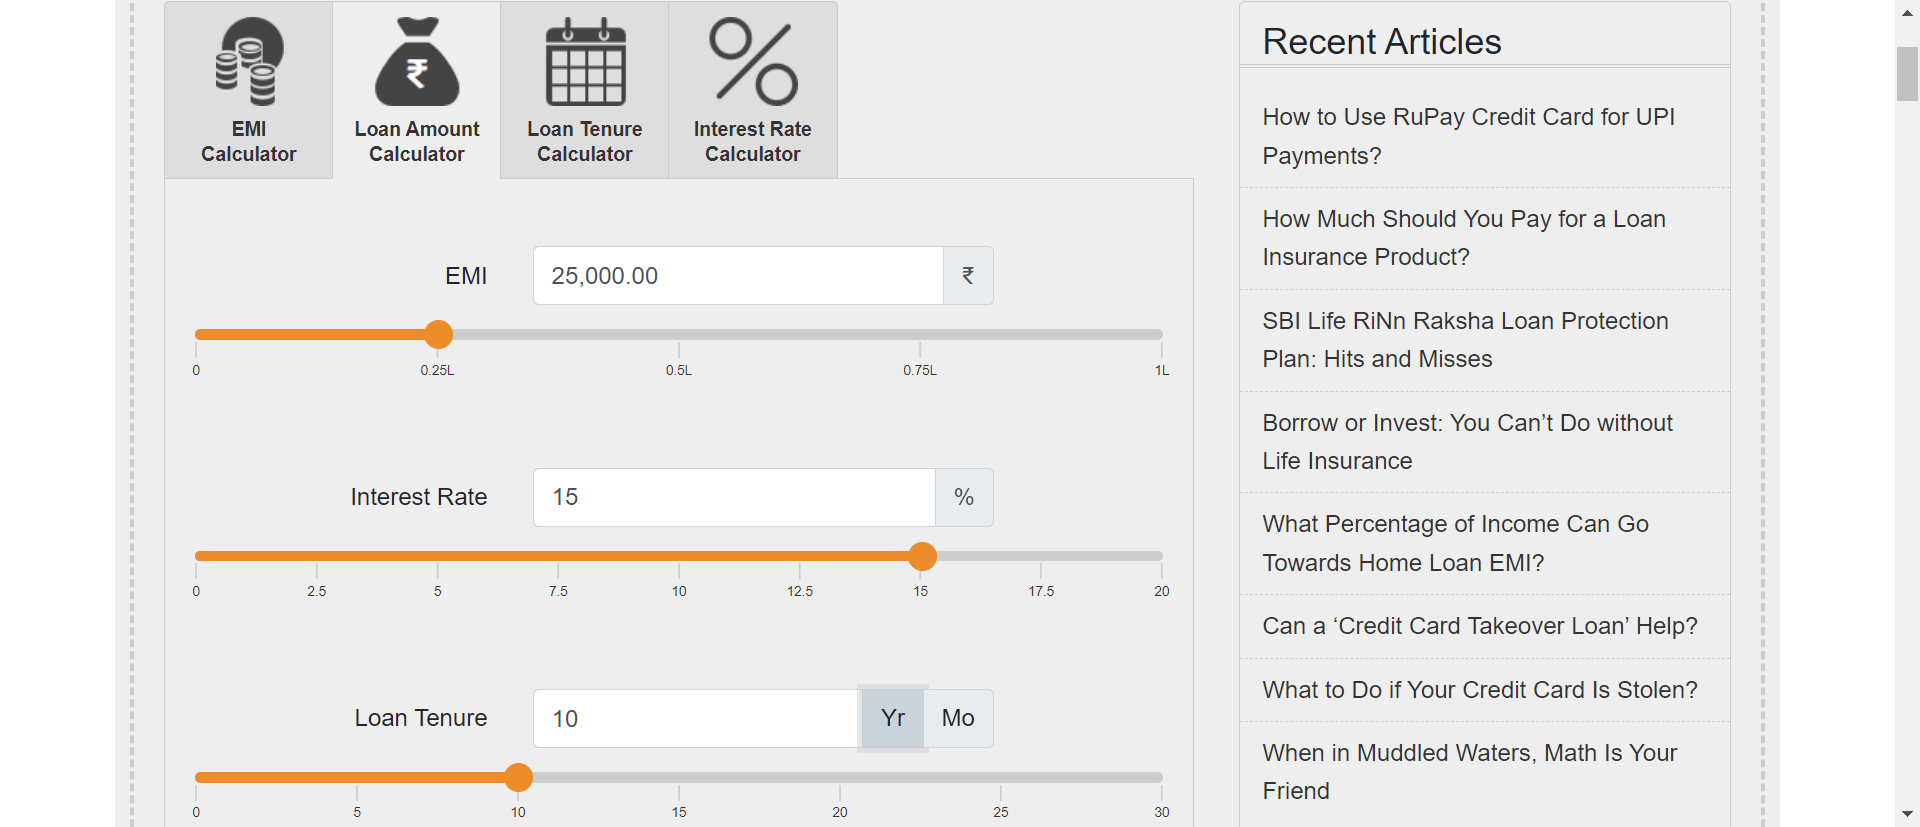 EMI
Calculator
Loan Amount
Calculator
Loan Tenure
Calculator
Interest Rate
Calculator
EMI
25,000.00
₹
0
0.25L
0.5L
0.75L
1L
Interest Rate
15
%
0
2.5
5
7.5
10
12.5
15
17.5
20
Loan Tenure
10
Yr
Mo
0
5
10
15
20
25
30
Recent Articles
How to Use RuPay Credit Card for UPI
Payments?
How Much Should You Pay for a Loan
Insurance Product?
SBI Life RiNn Raksha Loan Protection
Plan: Hits and Misses
Borrow or Invest: You Can’t Do without
Life Insurance
What Percentage of Income Can Go
Towards Home Loan EMI?
Can a ‘Credit Card Takeover Loan’ Help?
What to Do if Your Credit Card Is Stolen?
When in Muddled Waters, Math Is Your
Friend